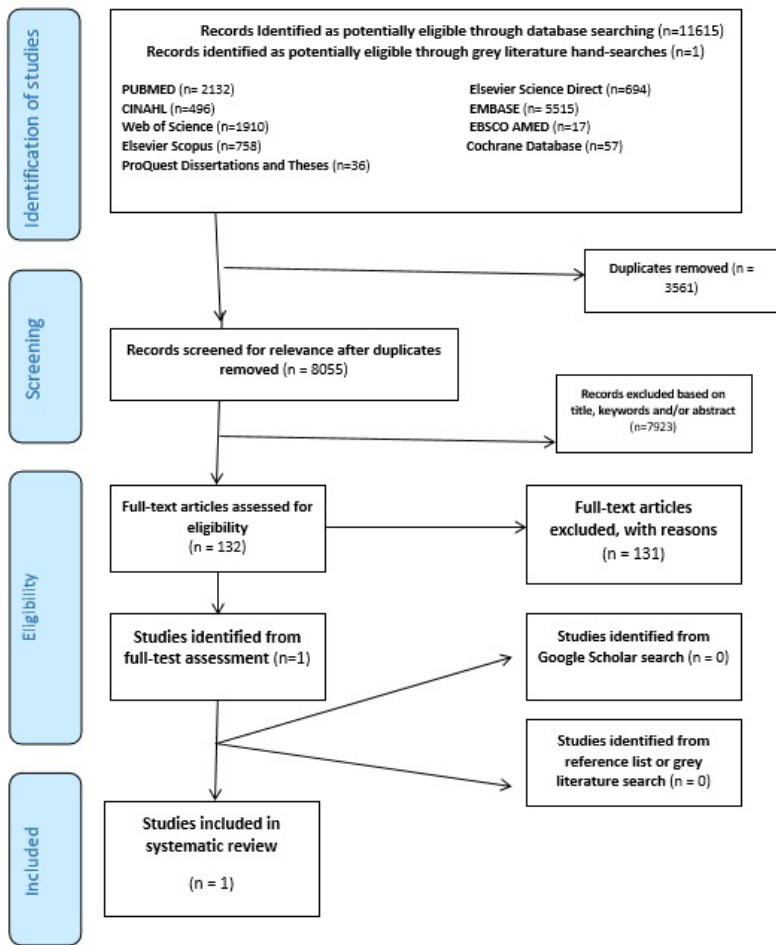 Identification of studies
Records Identified as potentially eligible through database searching (n=11615)
Records identified as potentially eligible through grey literature hand-searches (n=1)
PUBMED (n= 2132)
CINAHL (n=496)
Web of Science (n=1910)
Elsevier Scopus (n=758)
ProQuest Dissertations and Theses (n=36)
Elsevier Science Direct (n=694)
EMBASE (n= 5515)
EBSCO AMED (n=17)
Cochrane Database (n=57)
Duplicates removed (n =
3561)
Screening
Records screened for relevance after duplicates
removed (n = 8055)
Records excluded based on
title, keywords and/or abstract
(n=7923)
Eligibility
Full-text articles assessed for
eligibility
(n = 132)
Full-text articles
excluded, with reasons
(n = 131)
Studies identified from
full-test assessment (n=1)
Studies identified from
Google Scholar search (n = 0)
Studies identified from
reference list or grey
literature search (n = 0)
Included
Studies included in
systematic review
(n = 1)